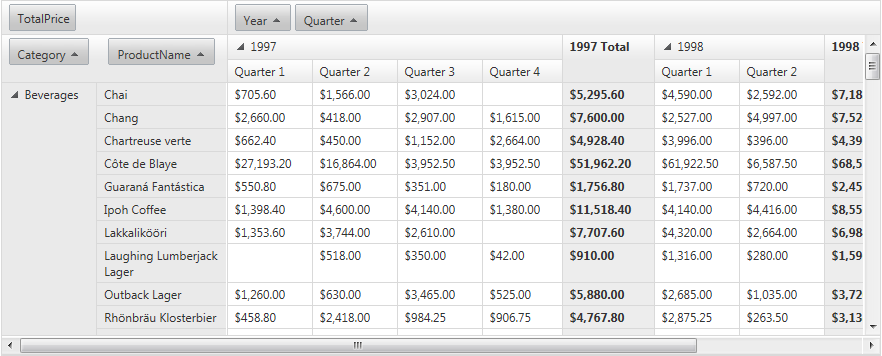 TotalPrice Year Quarter
Category ProductName 1997 1997 Total 1998 1998
Quarter 1 Quarter 2 Quarter 3 Quarter 4 Quarter 1 Quarter 2
Beverages Chai $705.60 $1,566.00 $3,024.00 $5,295.60 $4,590.00 $2,592.00 $7,18
Chang $2,660.00 $418.00 $2,907.00 $1,615.00 $7,600.00 $2,527.00 $4,997.00 $7,52
Chartreuse verte $662.40 $450.00 $1,152.00 $2,664.00 $4,928.40 $3,996.00 $396.00 $4,39
Côte de Blaye $27,193.20 $16,864.00 $3,952.50 $3,952.50 $51,962.20 $61,922.50 $6,587.50 $68,5
Guaraná Fantástica $550.80 $675.00 $351.00 $180.00 $1,756.80 $1,737.00 $720.00 $2,45
Ipoh Coffee $1,398.40 $4,600.00 $4,140.00 $1,380.00 $11,518.40 $4,140.00 $4,416.00 $8,55
Lakkalikööri $1,353.60 $3,744.00 $2,610.00 $7,707.60 $4,320.00 $2,664.00 $6,98
Laughing Lumberjack $518.00 $350.00 $42.00 $910.00 $1,316.00 $280.00 $1,59
Lager
Outback Lager $1,260.00 $630.00 $3,465.00 $525.00 $5,880.00 $2,685.00 $1,035.00 $3,72
Rhönbräu Klosterbier $458.80 $2,418.00 $984.25 $906.75 $4,767.80 $2,875.25 $263.50 $3,13